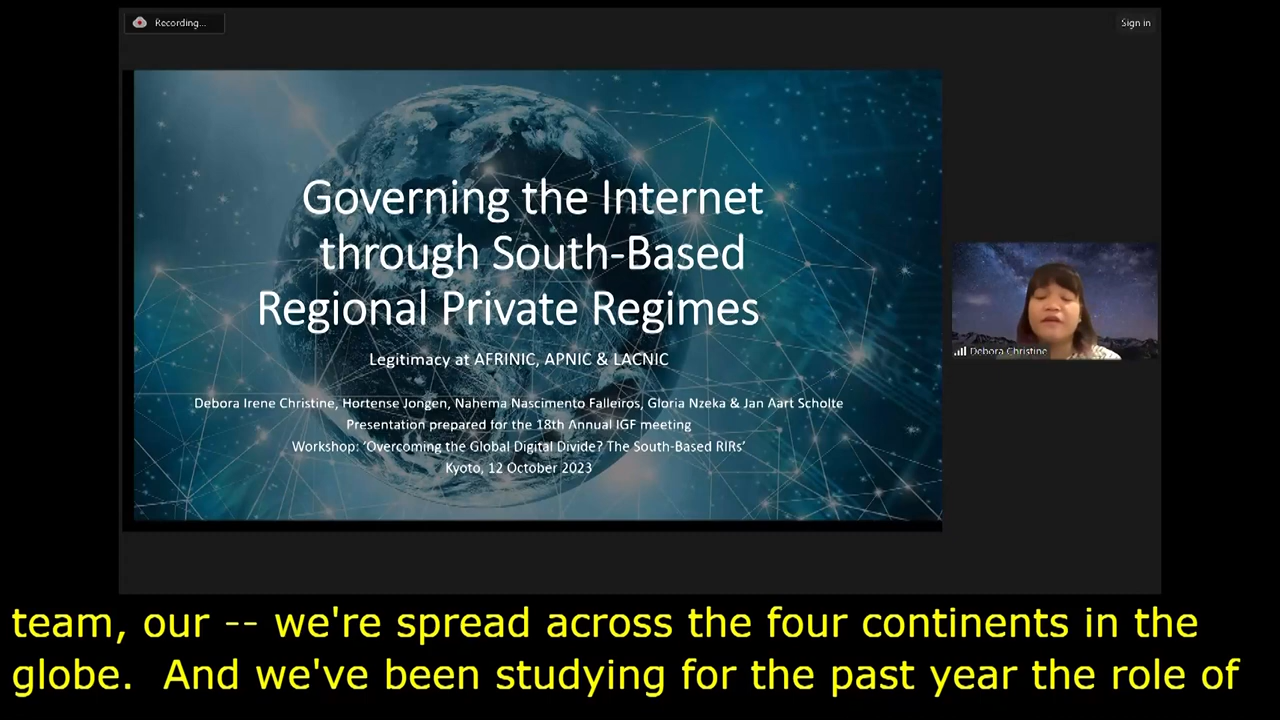 Recording...
Sign in
Governing the Internet
through South-Based
Regional Private Regimes
Legitimacy at AFRINIC, APNIC & LACNIC
Debora Irene Christine, Hortense Jongen, Nahema Nascimento Falleiros, Gloria Nzeka & Jan Aart Scholte
Presentation prepared for the 18th Annual IGF meeting
Workshop: ‘Overcoming the Global Digital Divide? The South-Based RIRs’
Kyoto, 12 October 2023
Debora Christine
team, our -- we're spread across the four continents in the
globe.  And we've been studying for the past year the role of